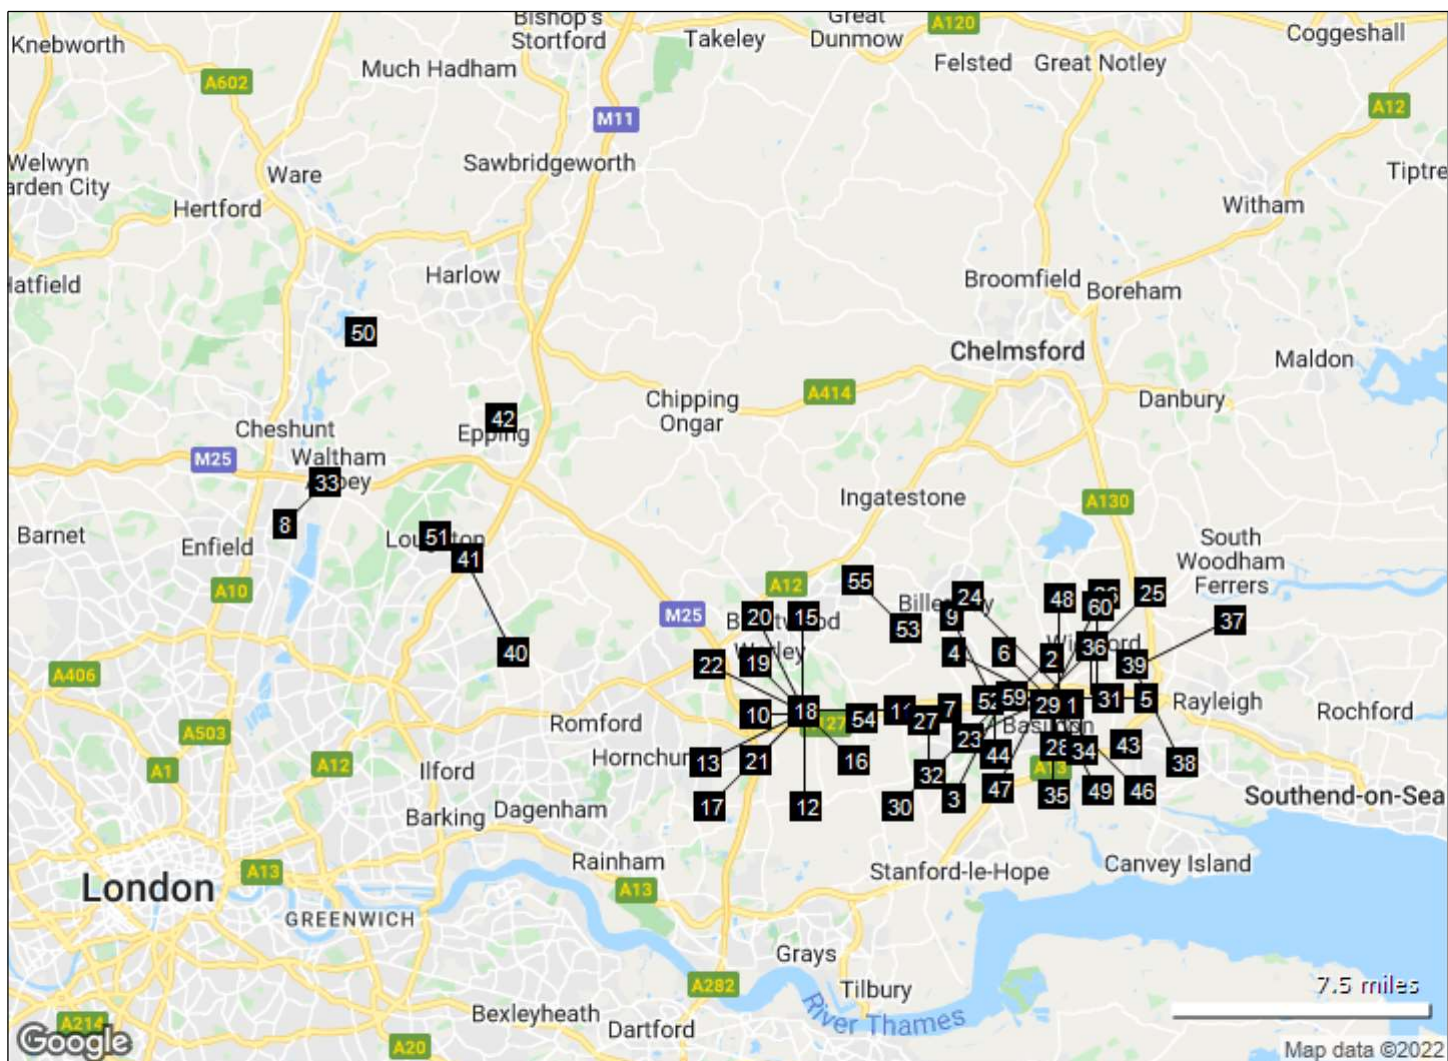 Bishop's
Stortford
Great
Dunmow
Takeley
A120
Coggeshall
Knebworth
Much Hadham
Felsted
Great Notley
A602
M11
A12
Welwyn
arden City
Ware
Sawbridgeworth
Tiptre
Hertford
Witham
Hatfield
Harlow
Broomfield
Boreham
50
Chelmsford
Maldon
A414
Chipping
Ongar
Danbury
42
Epping
Cheshunt
Waltham
M25
33
8
Ingatestone
A130
Barnet
Enfield
51
41
South
Woodham
Ferrers
A10
A12
55
M25
24
48
60
25
20
15
9
53
37
40
22
19
4
6
2
36
39
A406
Romford
10
18
54
27
7
52
59
29
1
31
5
Rayleigh
Rochford
A503
A1
A12
Ilford
13
21
16
23
44
28
34
43
38
32
A13
Barking
Dagenham
17
12
30
3
47
35
49
46
Southend-on-Sea
Rainham
Stanford-le-Hope
Canvey Island
London
A13
A13
GREENWICH
Grays
A282
Tilbury
7.5 miles
River Thames
Bexleyheath
Dartford
A214
Google
A20
Map data ©2022